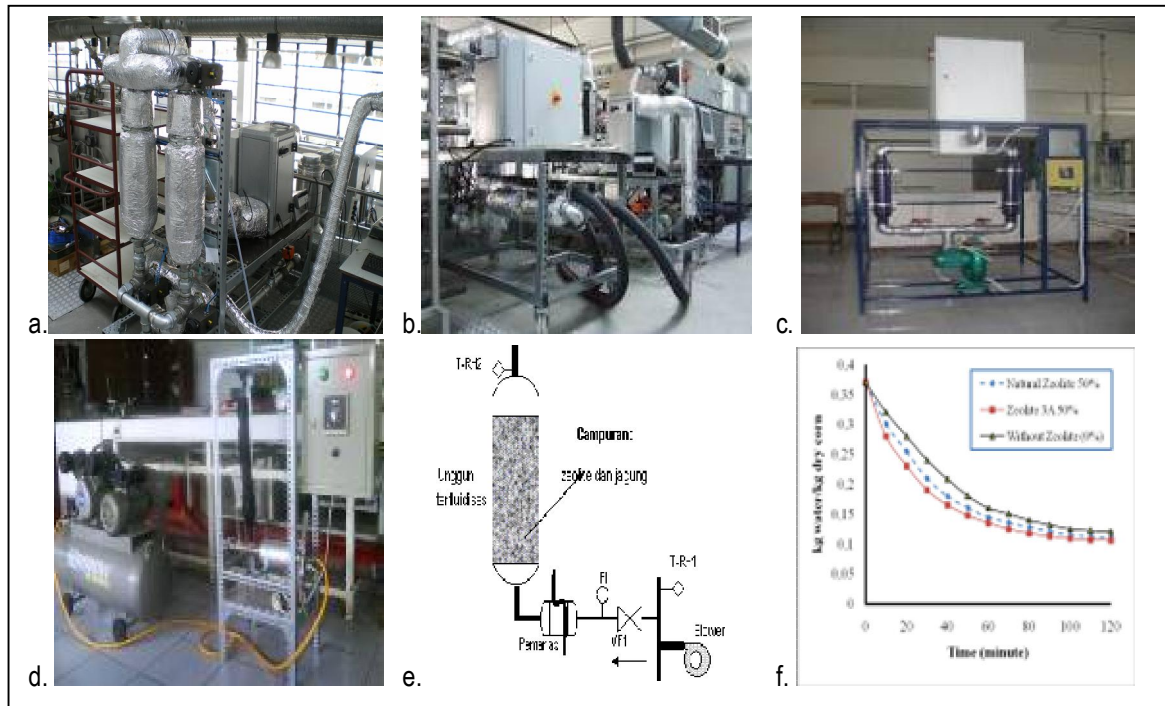 a.
b.
c.
T-RH2
Campuran:
Unggun
zeolite dan jagung
terfluidisasi
T-RH1
FI
Pemanas
VF1
Blower
0,4
0,35
0,3
0,25
0,2
0,15
0,1
0,05
0
kg water/kg dry corn
Natural Zeolite 50%
Zeolite 3A 50%
Without Zeolite (0%)
0 20 40 60 80 100 120
Time (minute)
d.
e.
f.